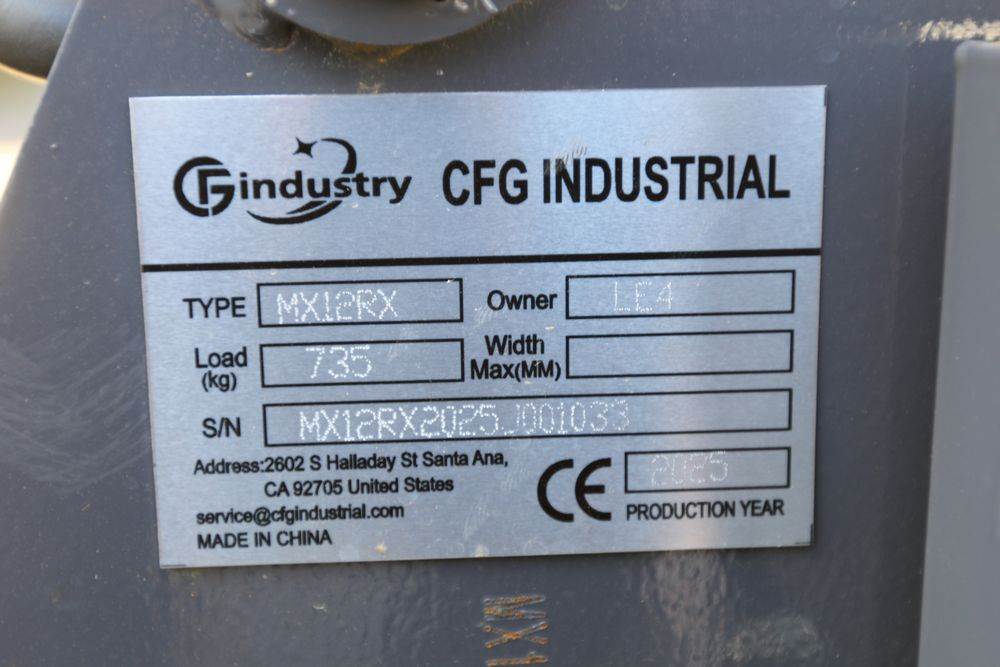 CFGindustry CFG INDUSTRIAL
TYPE MX12RX Owner LE4
Load (kg) 735 Width Max(MM)
S/N MX12RX2025J001033
Address:2602 S Halladay St Santa Ana,
CA 92705 United States
service@cfgindustrial.com
MADE IN CHINA
CE 2025
PRODUCTION YEAR
MX1